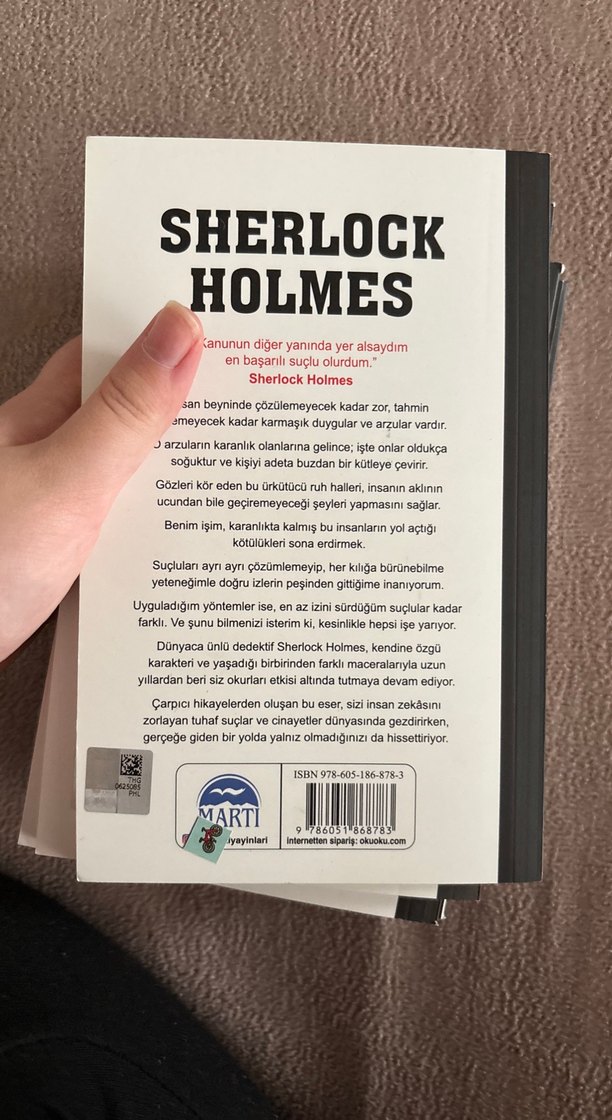 SHERLOCK
HOLMES
Kanunun diğer yanında yer alsaydım
en başarılı suçlu olurdum.”
Sherlock Holmes
beyninde çözülemeyecek kadar zor, tahmin
kadar karmaşık duygular ve arzular vardır.
O arzuların karanlık olanlarına gelince; işte onlar oldukça
soğuktur ve kişiyi adeta buzdan bir kütleye çevirir.
Gözleri kör eden bu ürkütücü ruh halleri, insanın aklının
ucundan bile geçiremeyeceği şeyleri yapmasını sağlar.
Benim işim, karanlıkta kalmış bu insanların yol açtığı
kötülükleri sona erdirmek.
Suçluları ayrı ayrı çözümlemeyip, her kılığa bürünebilme
yeteneğimle doğru izlerin peşinden gittiğime inanıyorum.
Uyguladığım yöntemler ise, en az izini sürdüğüm suçlular kadar
farklı. Ve şunu bilmenizi isterim ki, kesinlikle hepsi işe yarıyor.
Dünyaca ünlü dedektif Sherlock Holmes, kendine özgü
karakteri ve yaşadığı birbirinden farklı maceralarıyla uzun
yıllardan beri siz okurları etkisi altında tutmaya devam ediyor.
Çarpıcı hikayelerden oluşan bu eser, sizi insan zekâsını
zorlayan tuhaf suçlar ve cinayetler dünyasında gezdirirken,
gerçeğe giden bir yolda yalnız olmadığınızı da hissettiriyor.
THG
0625085
PHL
MARTI
ISBN 978-605-186-878-3
9 786051 868783
internetten sipariş: okuoku.com